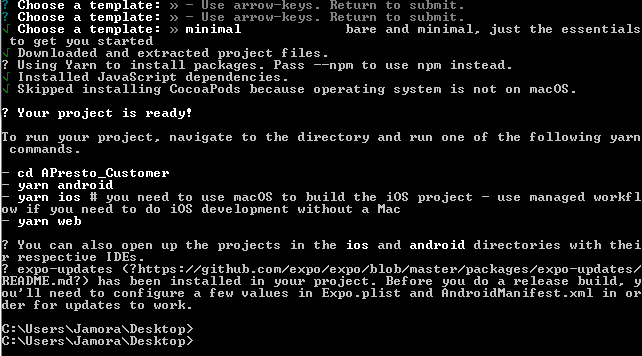 ? Choose a template: » - Use arrow-keys. Return to submit.
? Choose a template: » - Use arrow-keys. Return to submit.
√ Choose a template: » minimal              bare and minimal, just the essentials
 to get you started
√ Downloaded and extracted project files.
? Using Yarn to install packages. Pass --npm to use npm instead.
√ Installed JavaScript dependencies.
√ Skipped installing CocoaPods because operating system is not on macOS.
? Your project is ready!
To run your project, navigate to the directory and run one of the following yarn
 commands.
- cd APresto_Customer
- yarn android
- yarn ios # you need to use macOS to build the iOS project - use managed workfl
ow if you need to do iOS development without a Mac
- yarn web
? You can also open up the projects in the ios and android directories with thei
r respective IDEs.
? expo-updates (?https://github.com/expo/expo/blob/master/packages/expo-updates/
README.md?) has been installed in your project. Before you do a release build, y
ou'll need to configure a few values in Expo.plist and AndroidManifest.xml in or
der for updates to work.
C:\Users\Jamora\Desktop>
C:\Users\Jamora\Desktop>